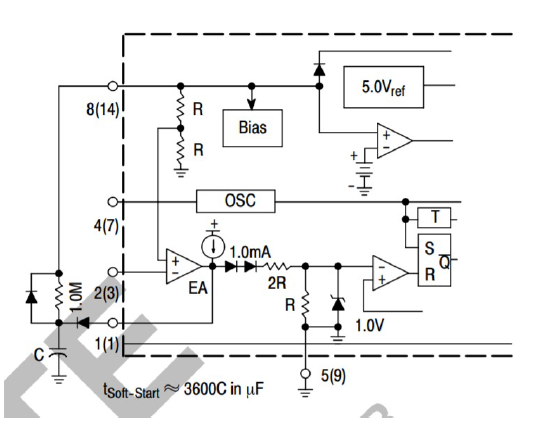 5.0Vref
8(14)
R
Bias
+
−
+
−
R
OSC
4(7)
T
+
1.0mA
S
Q̅
R
+
−
EA
2R
−
+
2(3)
1.0M
R
1.0V
1(1)
C
5(9)
tSoft-Start ≈ 3600C in µF